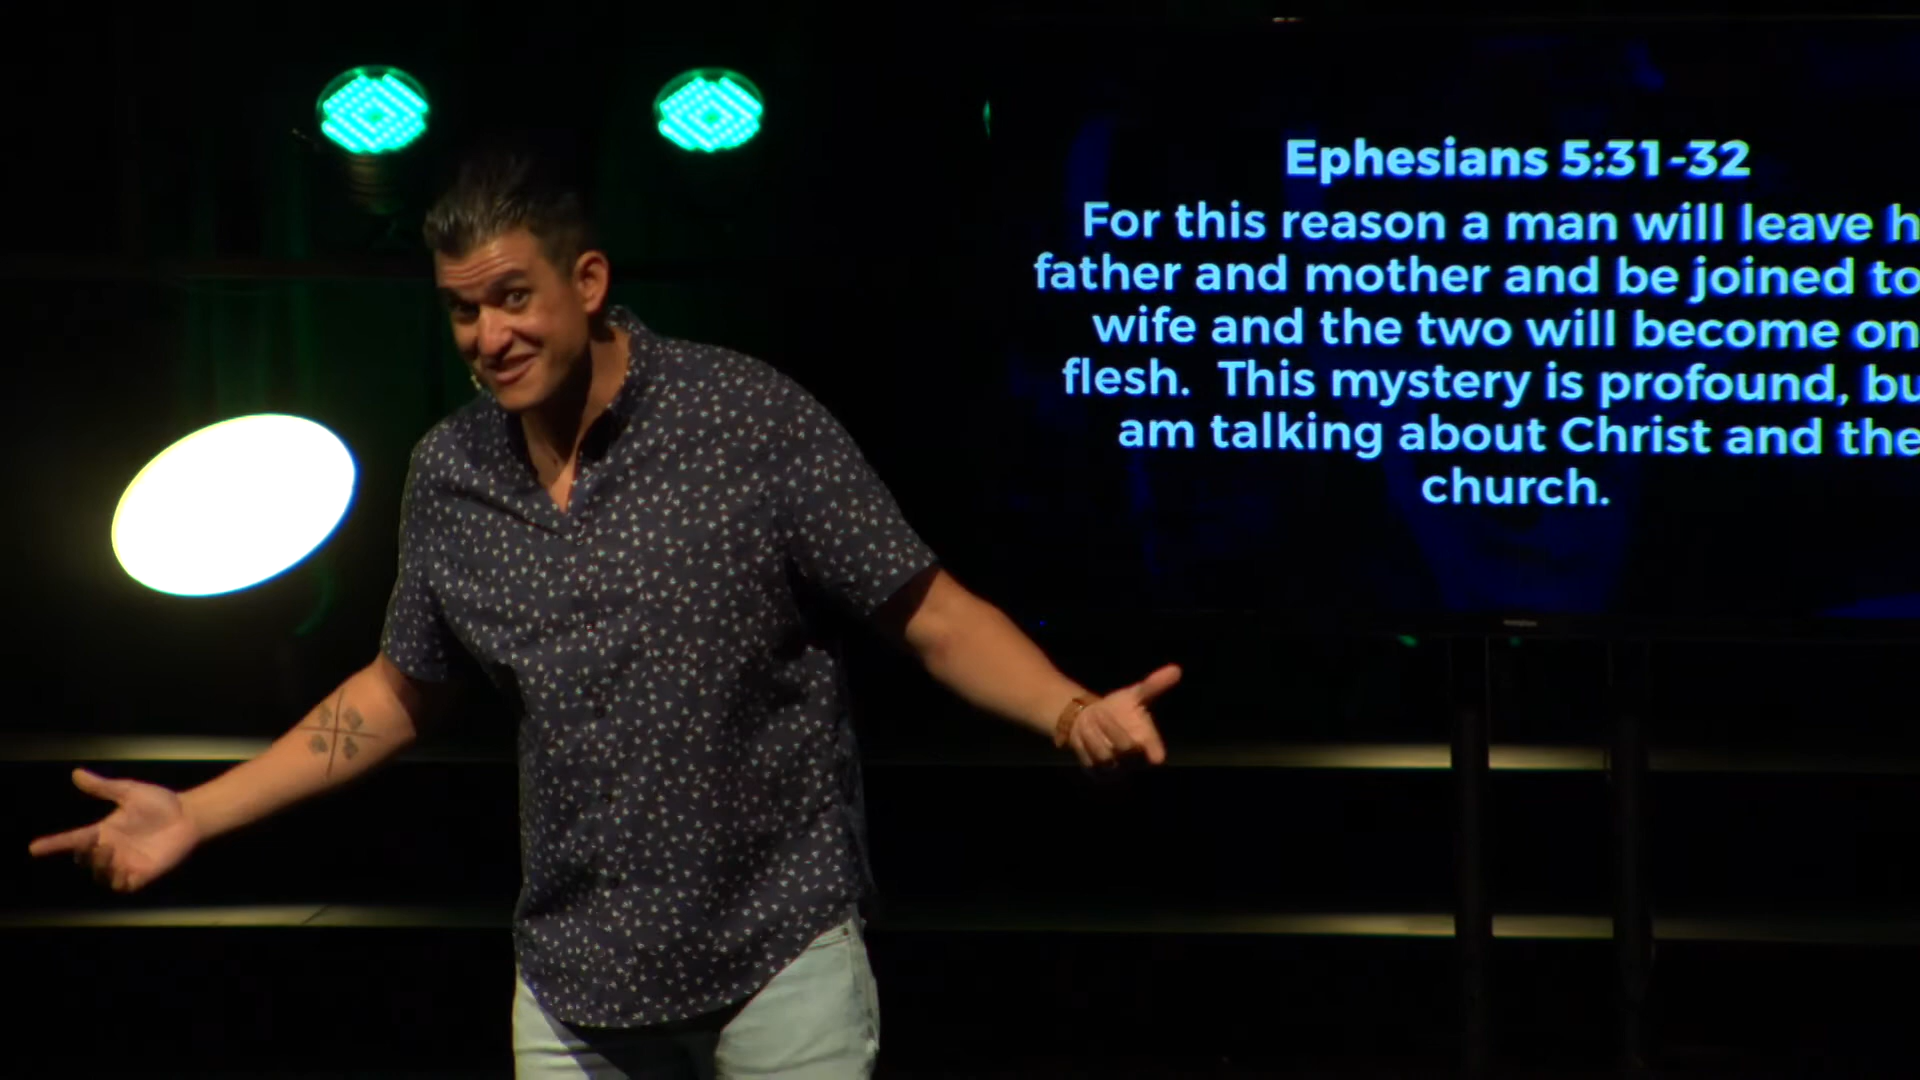 Ephesians 5:31-32
For this reason a man will leave h
father and mother and be joined to
wife and the two will become on
flesh. This mystery is profound, bu
am talking about Christ and the
church.